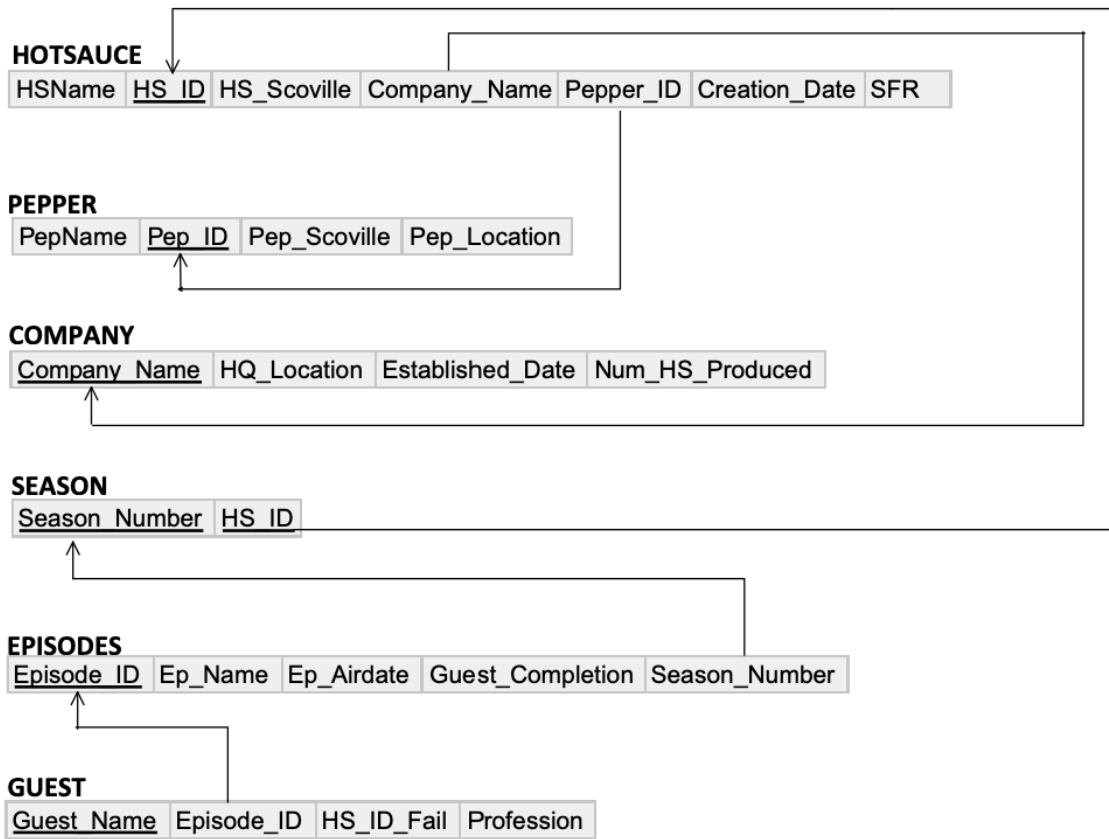 HOTSAUCE
HSName HS_ID HS_Scoville Company_Name Pepper_ID Creation_Date SFR
PEPPER
PepName Pep_ID Pep_Scoville Pep_Location
COMPANY
Company_Name HQ_Location Established_Date Num_HS_Produced
SEASON
Season_Number HS_ID
EPISODES
Episode_ID Ep_Name Ep_Airdate Guest_Completion Season_Number
GUEST
Guest_Name Episode_ID HS_ID_Fail Profession